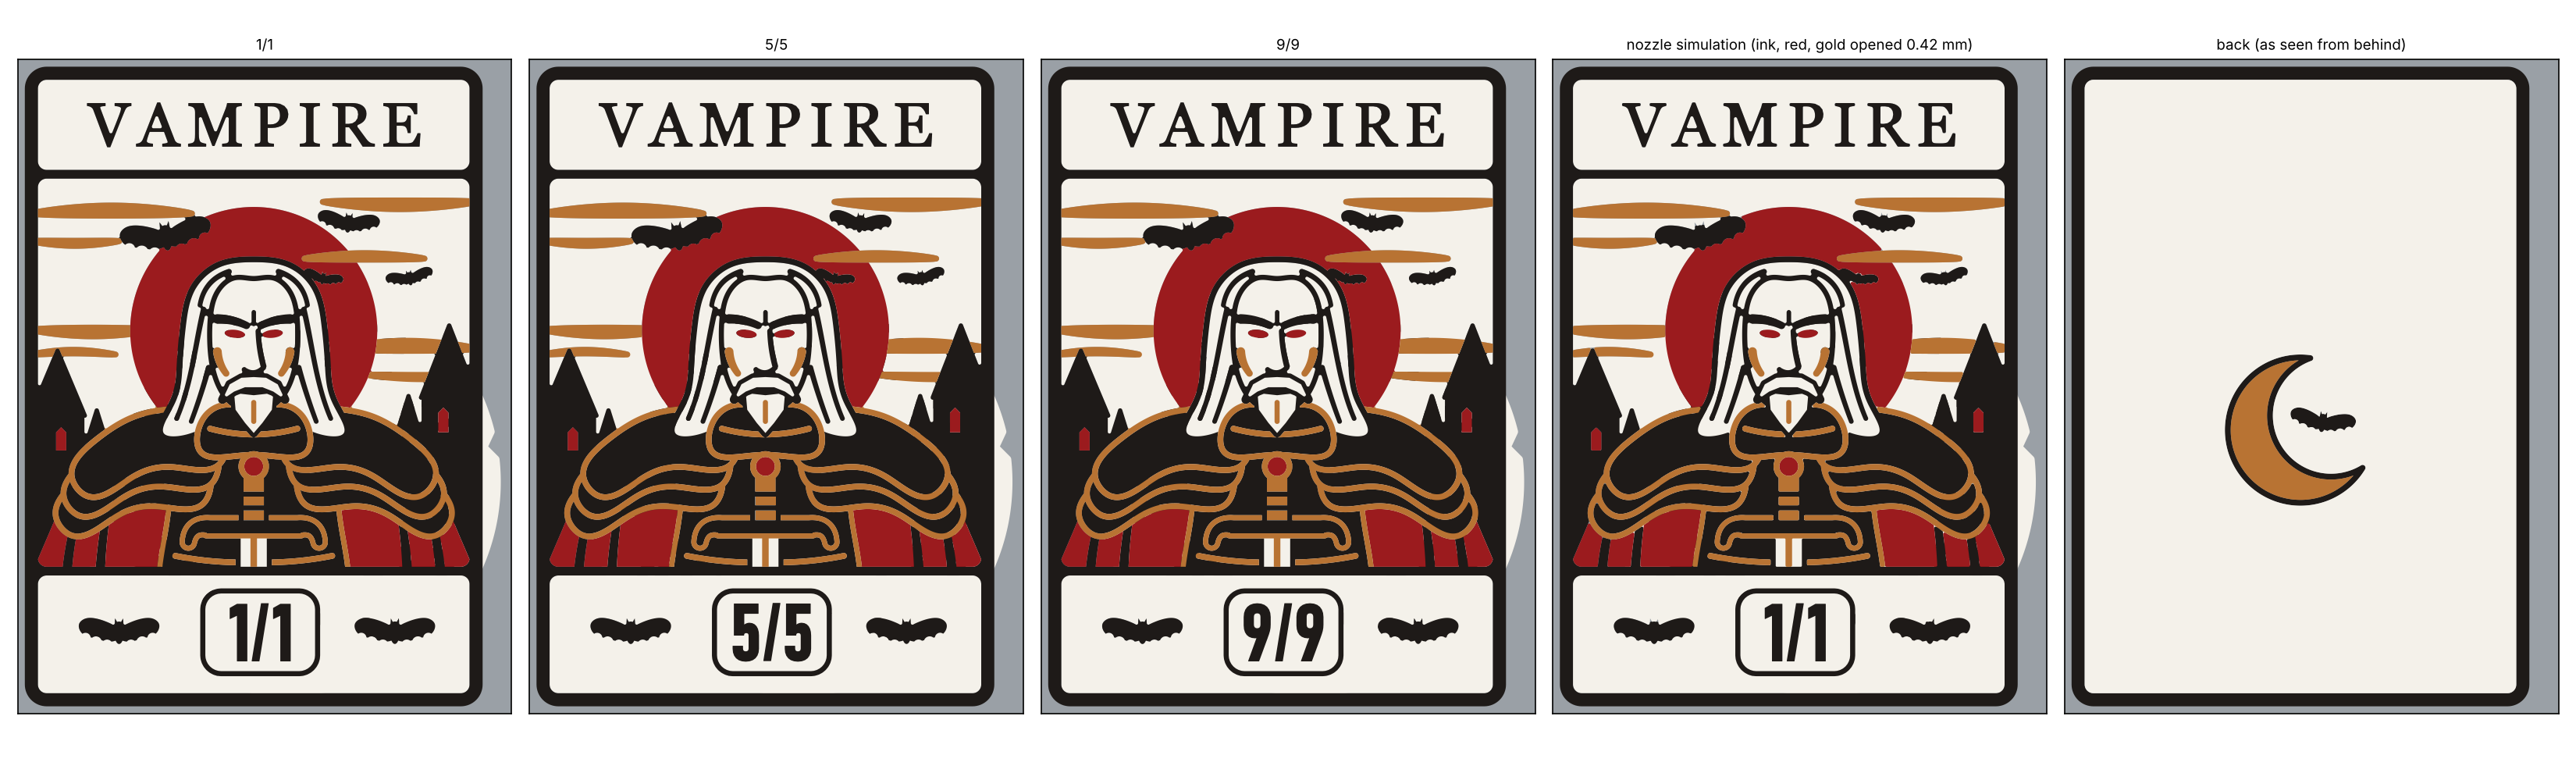 1/1
5/5
9/9
nozzle simulation (ink, red, gold opened 0.42 mm)
back (as seen from behind)
VAMPIRE
VAMPIRE
VAMPIRE
VAMPIRE
1/1
5/5
9/9
1/1